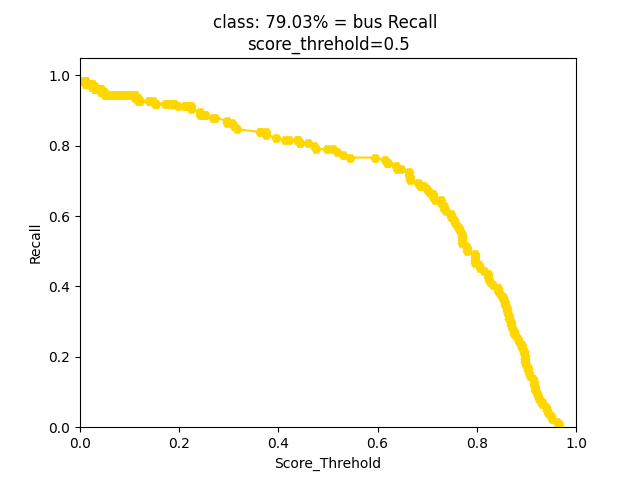 class: 79.03% = bus Recall
score_threhold=0.5
1.0
0.8
0.6
0.4
0.2
0.0
Recall
0.0 0.2 0.4 0.6 0.8 1.0
Score_Threhold